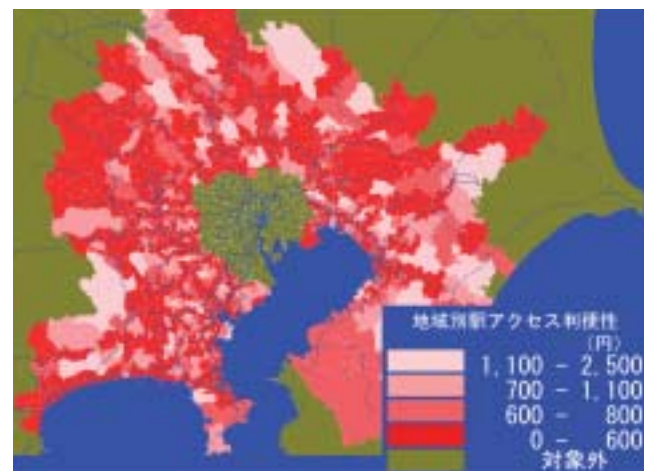 地域別駅アクセス利便性
(円)
1,100 - 2,500
700 - 1,100
600 - 800
0 - 600
対象外